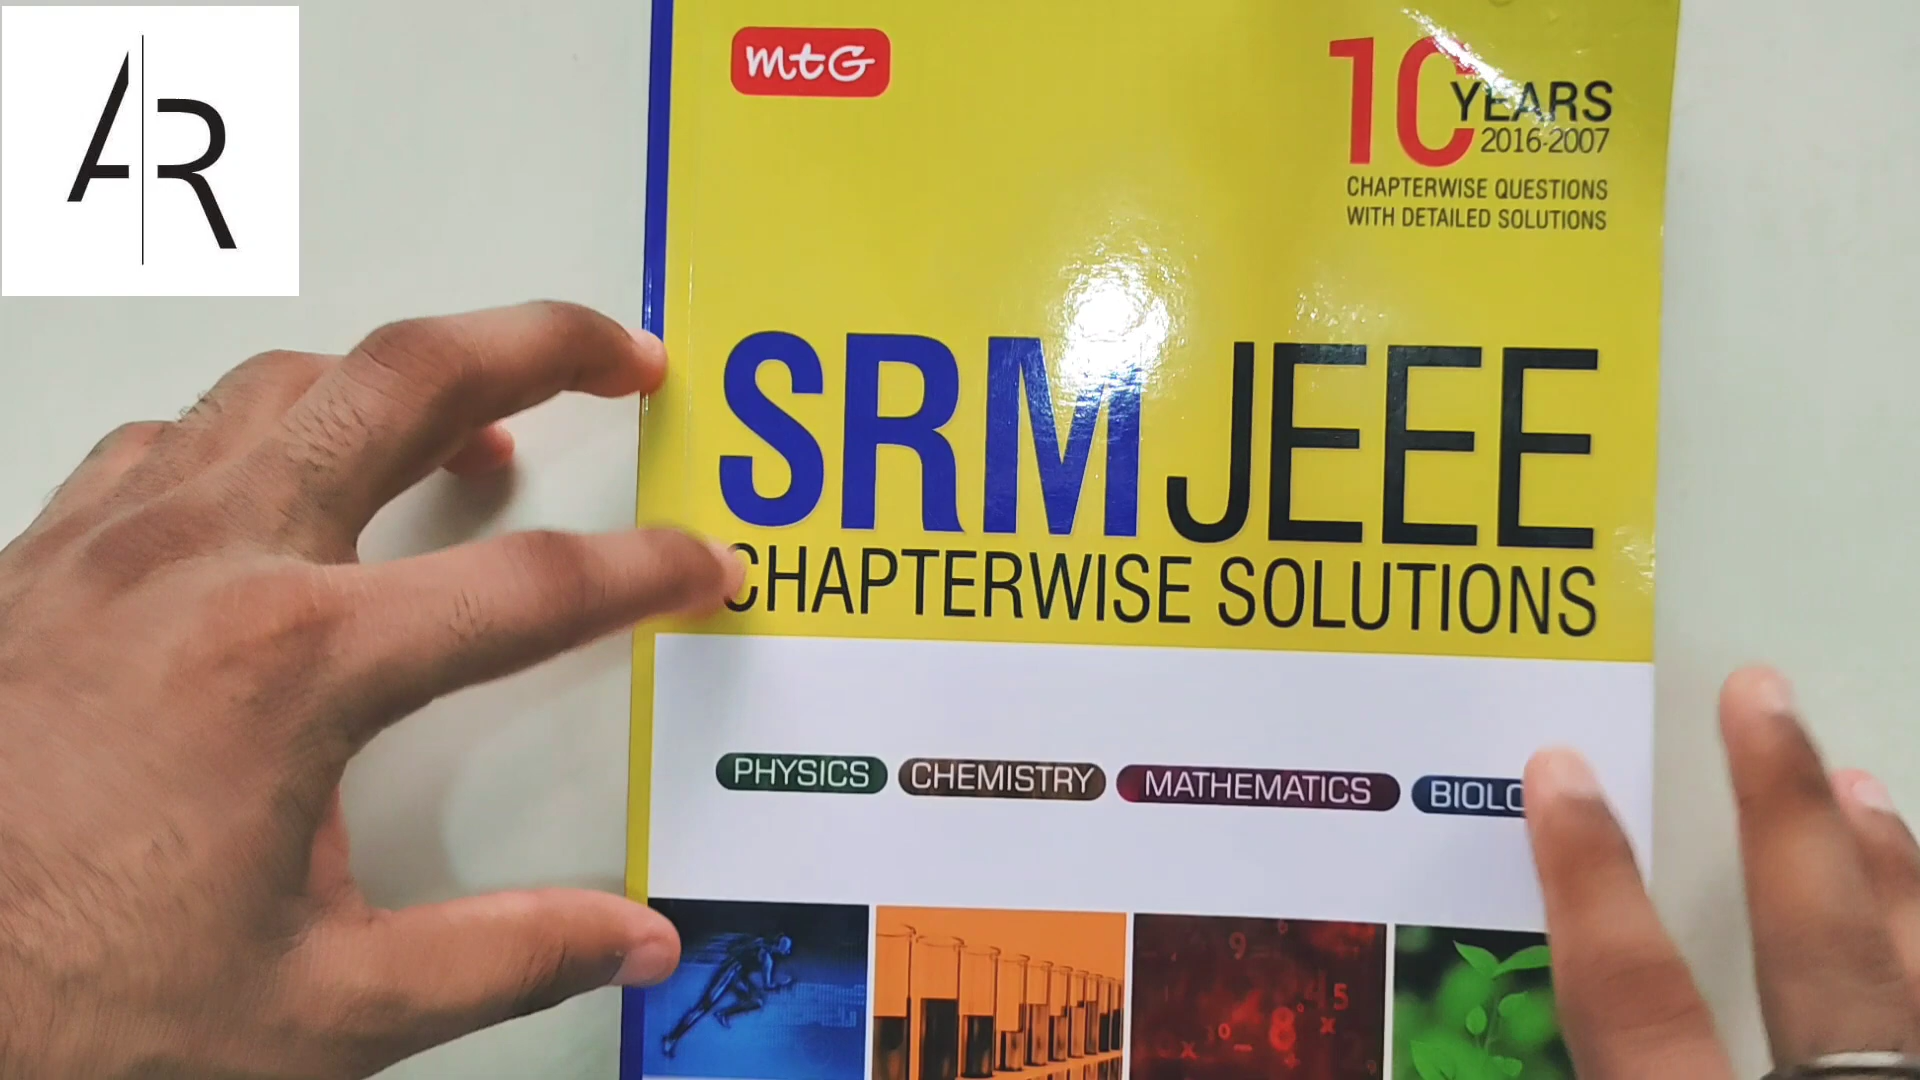 AR
mtG
10
YEARS
2016-2007
CHAPTERWISE QUESTIONS
WITH DETAILED SOLUTIONS
SRM JEEE
CHAPTERWISE SOLUTIONS
PHYSICS CHEMISTRY MATHEMATICS